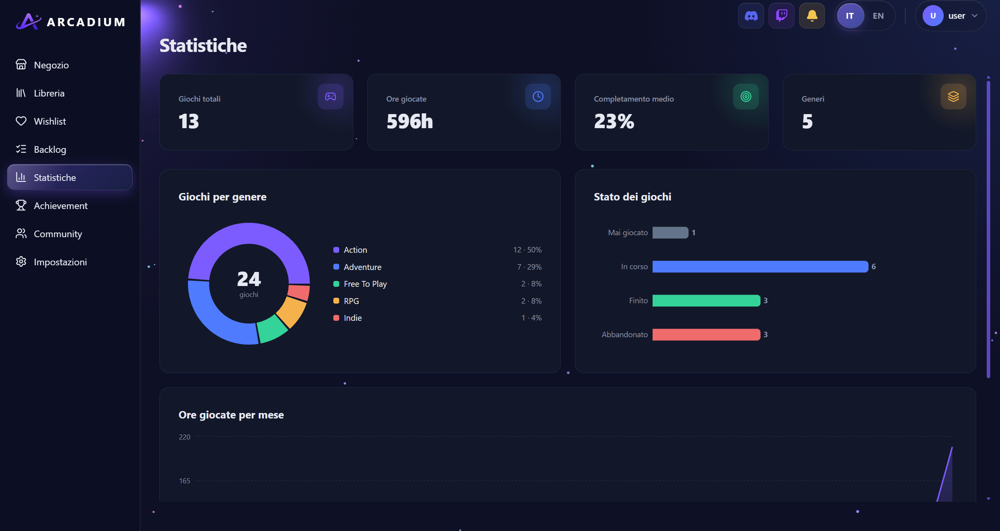 ARCADIUM
Negozio
Libreria
Wishlist
Backlog
Statistiche
Achievement
Community
Impostazioni
IT
EN
U
user
Statistiche
Giochi totali
13
Ore giocate
596h
Completamento medio
23%
Generi
5
Giochi per genere
24
giochi
Action 12 · 50%
Adventure 7 · 29%
Free To Play 2 · 8%
RPG 2 · 8%
Indie 1 · 4%
Stato dei giochi
Mai giocato 1
In corso 6
Finito 3
Abbandonato 3
Ore giocate per mese
220
165